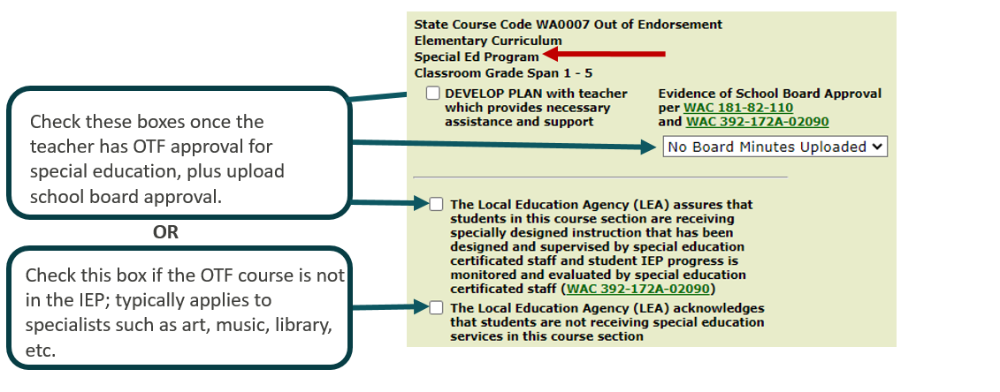 State Course Code WA0007 Out of Endorsement
Elementary Curriculum
Special Ed Program
Classroom Grade Span 1 - 5
DEVELOP PLAN with teacher
which provides necessary
assistance and support
Evidence of School Board Approval
per WAC 181-82-110
and WAC 392-172A-02090
No Board Minutes Uploaded
Check these boxes once the
teacher has OTF approval for
special education, plus upload
school board approval.
OR
Check this box if the OTF course is not
in the IEP; typically applies to
specialists such as art, music, library,
etc.
The Local Education Agency (LEA) assures that
students in this course section are receiving
specially designed instruction that has been
designed and supervised by special education
certificated staff and student IEP progress is
monitored and evaluated by special education
certificated staff (WAC 392-172A-02090)
The Local Education Agency (LEA) acknowledges
that students are not receiving special education
services in this course section